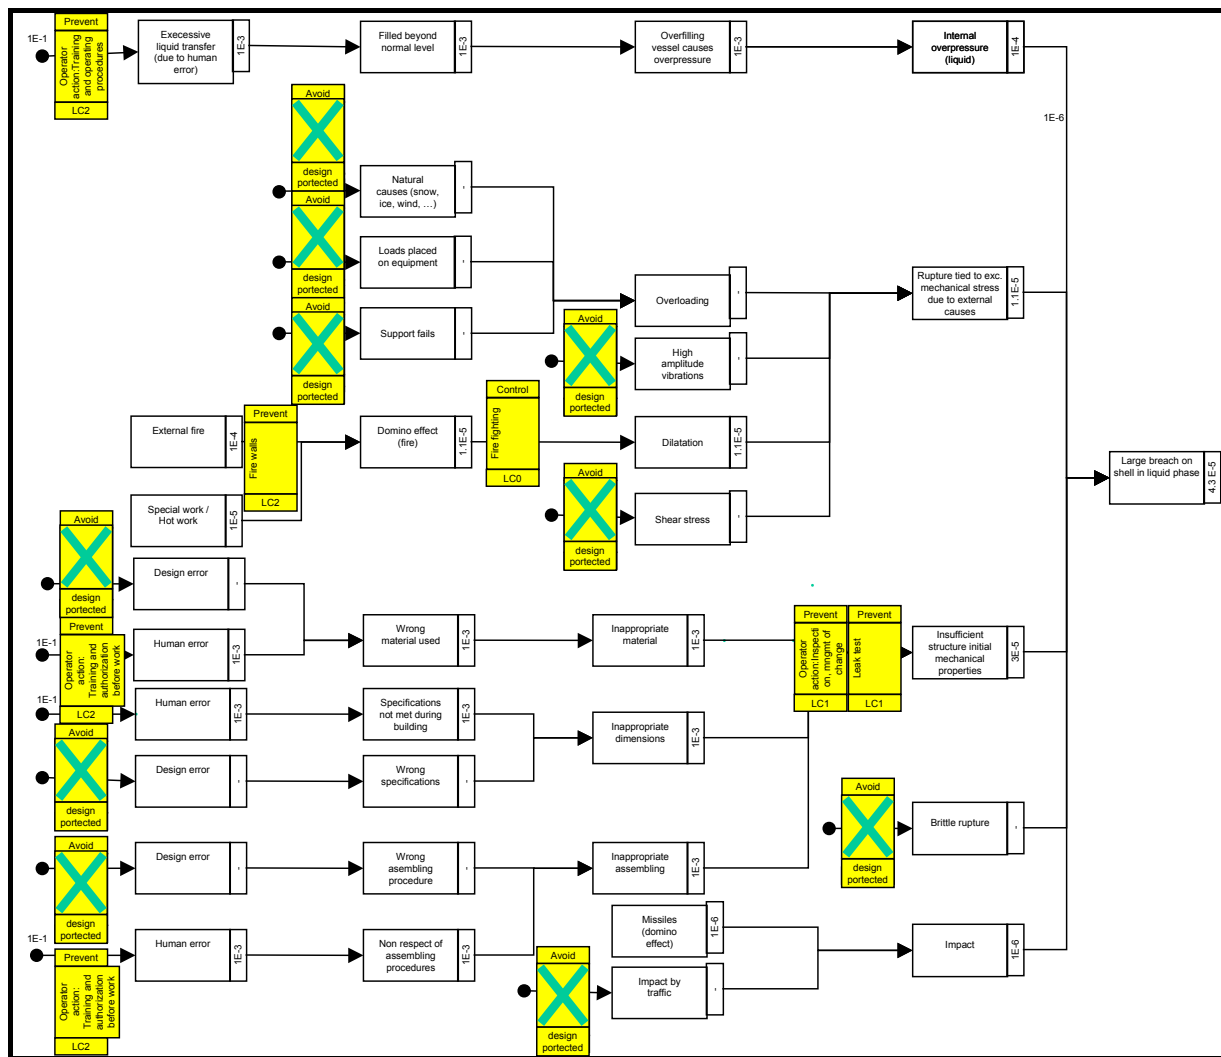 Prevent
1E-1
Operator
action:Training
and operating
procedures
LC2
Execessive
liquid transfer
(due to human
error)
1E-3
Filled beyond
normal level
1E-3
Overfilling
vessel causes
overpressure
1E-3
Internal
overpressure
(liquid)
1E-4
1E-6
Avoid
design
portected
Natural
causes (snow,
ice, wind, …)
-
Avoid
design
portected
Loads placed
on equipment
-
Avoid
design
portected
Support fails
-
Overloading
-
Rupture tied to exc.
mechanical stress
due to external
causes
1.1E-5
Avoid
design
portected
High
amplitude
vibrations
-
External fire
1E-4
Prevent
Fire walls
LC2
Domino effect
(fire)
1.1E-5
Control
Fire fighting
LC0
Dilatation
1.1E-5
Large breach on
shell in liquid phase
4.3 E-5
Special work /
Hot work
1E-5
Avoid
design
portected
Shear stress
-
Avoid
design
portected
Design error
-
1E-1
Prevent
Operator
action:
Training and
authorization
before work
LC2
Human error
1E-3
Wrong
material used
1E-3
Inappropriate
material
1E-3
Prevent
Operator
action:Inspecti
on, mngmt of
change
LC1
Prevent
Leak test
LC1
Insufficient
structure initial
mechanical
properties
3E-5
1E-1
Human error
1E-3
Specifications
not met during
building
1E-3
Inappropriate
dimensions
1E-3
Avoid
design
portected
Design error
-
Wrong
specifications
-
Avoid
design
portected
Brittle rupture
-
Avoid
design
portected
Design error
-
Wrong
asembling
procedure
-
Inappropriate
assembling
1E-3
1E-1
Prevent
Operator
action:
Training and
authorization
before work
LC2
Human error
1E-3
Non respect of
assembling
procedures
1E-3
Missiles
(domino
effect)
1E-6
Impact
1E-6
Avoid
design
portected
Impact by
traffic
-